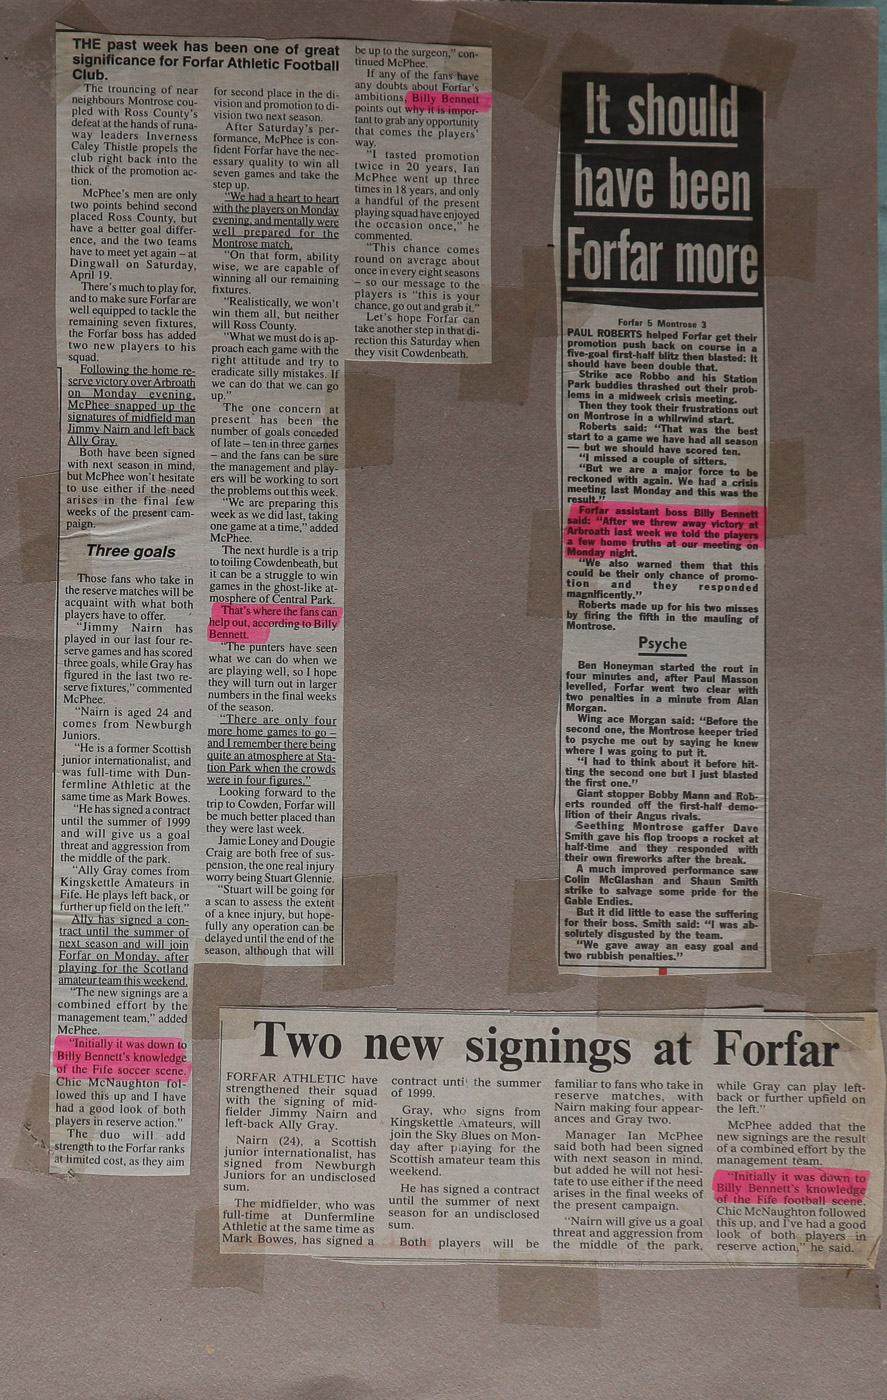 THE past week has been one of great
significance for Forfar Athletic Football
Club.
The trouncing of near
neighbours Montrose cou-
pled with Ross County's
defeat at the hands of runa-
way leaders Inverness
Caley Thistle propels the
club right back into the
thick of the promotion ac-
tion.
McPhee's men are only
two points behind second
placed Ross County, but
have a better goal differ-
ence, and the two teams
have to meet yet again – at
Dingwall on Saturday,
April 19.
There's much to play for,
and to make sure Forfar are
well equipped to tackle the
remaining seven fixtures,
the Forfar boss has added
two new players to his
squad.
Following the home re-
serve victory over Arbroath
on Monday evening,
McPhee snapped up the
signatures of midfield man
Jimmy Nairn and left back
Ally Gray.
Both have been signed
with next season in mind,
but McPhee won't hesitate
to use either if the need
arises in the final few
weeks of the present cam-
paign.
Three goals
Those fans who take in
the reserve matches will be
acquaint with what both
players have to offer.
"Jimmy Nairn has
played in our last four re-
serve games and has scored
three goals, while Gray has
figured in the last two re-
serve fixtures," commented
McPhee.
"Nairn is aged 24 and
comes from Newburgh
Juniors.
"He is a former Scottish
junior internationalist, and
was full-time with Dun-
fermline Athletic at the
same time as Mark Bowes.
"He has signed a contract
until the summer of 1999
and will give us a goal
threat and aggression from
the middle of the park.
"Ally Gray comes from
Kingskettle Amateurs in
Fife. He plays left back, or
further up field on the left."
Ally has signed a con-
tract until the summer of
next season and will join
Forfar on Monday, after
playing for the Scotland
amateur team this weekend.
"The new signings are a
combined effort by the
management team," added
McPhee.
"Initially it was down to
Billy Bennett's knowledge
of the Fife soccer scene.
Chic McNaughton fol-
lowed this up and I have
had a good look of both
players in reserve action."
The duo will add
strength to the Forfar ranks
at limited cost, as they aim
for second place in the di-
vision and promotion to di-
vision two next season.
After Saturday's per-
formance, McPhee is con-
fident Forfar have the nec-
essary quality to win all
seven games and take the
step up.
"We had a heart to heart
with the players on Monday
evening, and mentally were
well prepared for the
Montrose match.
"On that form, ability
wise, we are capable of
winning all our remaining
fixtures.
"Realistically, we won't
win them all, but neither
will Ross County.
"What we must do is ap-
proach each game with the
right attitude and try to
eradicate silly mistakes. If
we can do that we can go
up."
The one concern at
present has been the
number of goals conceded
of late – ten in three games
– and the fans can be sure
the management and play-
ers will be working to sort
the problems out this week.
"We are preparing this
week as we did last, taking
one game at a time," added
McPhee.
The next hurdle is a trip
to toiling Cowdenbeath, but
it can be a struggle to win
games in the ghost-like at-
mosphere of Central Park.
That's where the fans can
help out, according to Billy
Bennett.
"The punters have seen
what we can do when we
are playing well, so I hope
they will turn out in larger
numbers in the final weeks
of the season.
"There are only four
more home games to go –
and I remember there being
quite an atmosphere at Sta-
tion Park when the crowds
were in four figures."
Looking forward to the
trip to Cowden, Forfar will
be much better placed than
they were last week.
Jamie Loney and Dougie
Craig are both free of sus-
pension, the one real injury
worry being Stuart Glennie.
"Stuart will be going for
a scan to assess the extent
of a knee injury, but hope-
fully any operation can be
delayed until the end of the
season, although that will
be up to the surgeon," con-
tinued McPhee.
If any of the fans have
any doubts about Forfar's
ambitions, Billy Bennett
points out why it is impor-
tant to grab any opportunity
that comes the players'
way.
"I tasted promotion
twice in 20 years, Ian
McPhee went up three
times in 18 years, and only
a handful of the present
playing squad have enjoyed
the occasion once," he
commented.
"This chance comes
round on average about
once in every eight seasons
– so our message to the
players is "this is your
chance, go out and grab it."
Let's hope Forfar can
take another step in that di-
rection this Saturday when
they visit Cowdenbeath.
It should
have been
Forfar more
Forfar 5 Montrose 3
PAUL ROBERTS helped Forfar get their
promotion push back on course in a
five-goal first-half blitz then blasted: It
should have been double that.
Strike ace Robbo and his Station
Park buddies thrashed out their prob-
lems in a midweek crisis meeting.
Then they took their frustrations out
on Montrose in a whilrwind start.
Roberts said: "That was the best
start to a game we have had all season
— but we should have scored ten.
"I missed a couple of sitters.
"But we are a major force to be
reckoned with again. We had a crisis
meeting last Monday and this was the
result."
Forfar assistant boss Billy Bennett
said: "After we threw away victory at
Arbroath last week we told the players
a few home truths at our meeting on
Monday night.
"We also warned them that this
could be their only chance of promo-
tion and they responded
magnificently."
Roberts made up for his two misses
by firing the fifth in the mauling of
Montrose.
Psyche
Ben Honeyman started the rout in
four minutes and, after Paul Masson
levelled, Forfar went two clear with
two penalties in a minute from Alan
Morgan.
Wing ace Morgan said: "Before the
second one, the Montrose keeper tried
to psyche me out by saying he knew
where I was going to put it.
"I had to think about it before hit-
ting the second one but I just blasted
the first one."
Giant stopper Bobby Mann and Rob-
erts rounded off the first-half demo-
lition of their Angus rivals.
Seething Montrose gaffer Dave
Smith gave his flop troops a rocket at
half-time and they responded with
their own fireworks after the break.
A much improved performance saw
Colin McGlashan and Shaun Smith
strike to salvage some pride for the
Gable Endies.
But it did little to ease the suffering
for their boss. Smith said: "I was ab-
solutely disgusted by the team.
"We gave away an easy goal and
two rubbish penalties."
Two new signings at Forfar
FORFAR ATHLETIC have
strengthened their squad
with the signing of mid-
fielder Jimmy Nairn and
left-back Ally Gray.
Nairn (24), a Scottish
junior internationalist, has
signed from Newburgh
Juniors for an undisclosed
sum.
The midfielder, who was
full-time at Dunfermline
Athletic at the same time as
Mark Bowes, has signed a
contract until the summer
of 1999.
Gray, who signs from
Kingskettle Amateurs, will
join the Sky Blues on Mon-
day after playing for the
Scottish amateur team this
weekend.
He has signed a contract
until the summer of next
season for an undisclosed
sum.
Both players will be
familiar to fans who take in
reserve matches, with
Nairn making four appear-
ances and Gray two.
Manager Ian McPhee
said both had been signed
with next season in mind,
but added he will not hesi-
tate to use either if the need
arises in the final weeks of
the present campaign.
"Nairn will give us a goal
threat and aggression from
the middle of the park,
while Gray can play left-
back or further upfield on
the left."
McPhee added that the
new signings are the result
of a combined effort by the
management team.
"Initially it was down to
Billy Bennett's knowledge
of the Fife football scene.
Chic McNaughton followed
this up, and I've had a good
look of both players in
reserve action," he said.